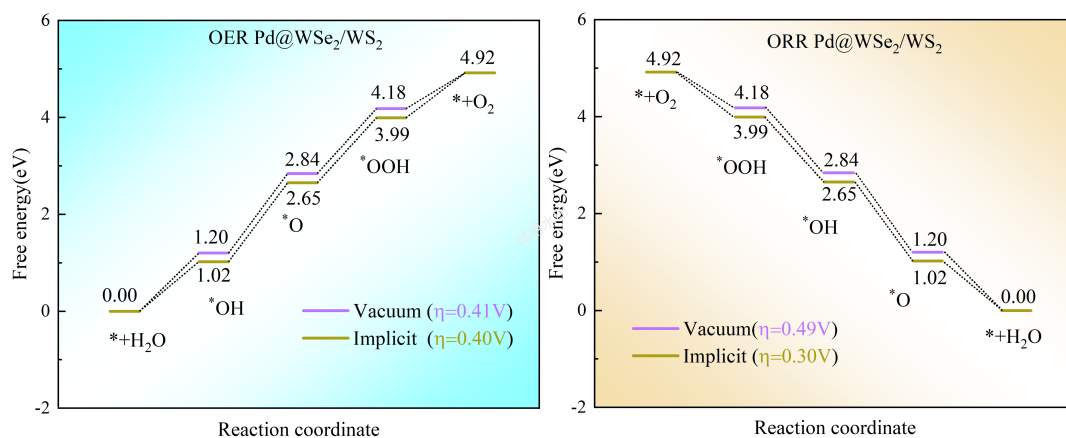 OER Pd@WSe₂/WS₂
Free energy(eV)
6
4
2
0
-2
0.00
*+H₂O
1.20
1.02
*OH
2.84
2.65
*O
4.18
3.99
*OOH
4.92
*+O₂
Vacuum (η=0.41V)
Implicit (η=0.40V)
Reaction coordinate
ORR Pd@WSe₂/WS₂
Free energy(eV)
6
4
2
0
-2
4.92
*+O₂
4.18
3.99
*OOH
2.84
2.65
*OH
1.20
1.02
*O
0.00
*+H₂O
Vacuum(η=0.49V)
Implicit (η=0.30V)
Reaction coordinate